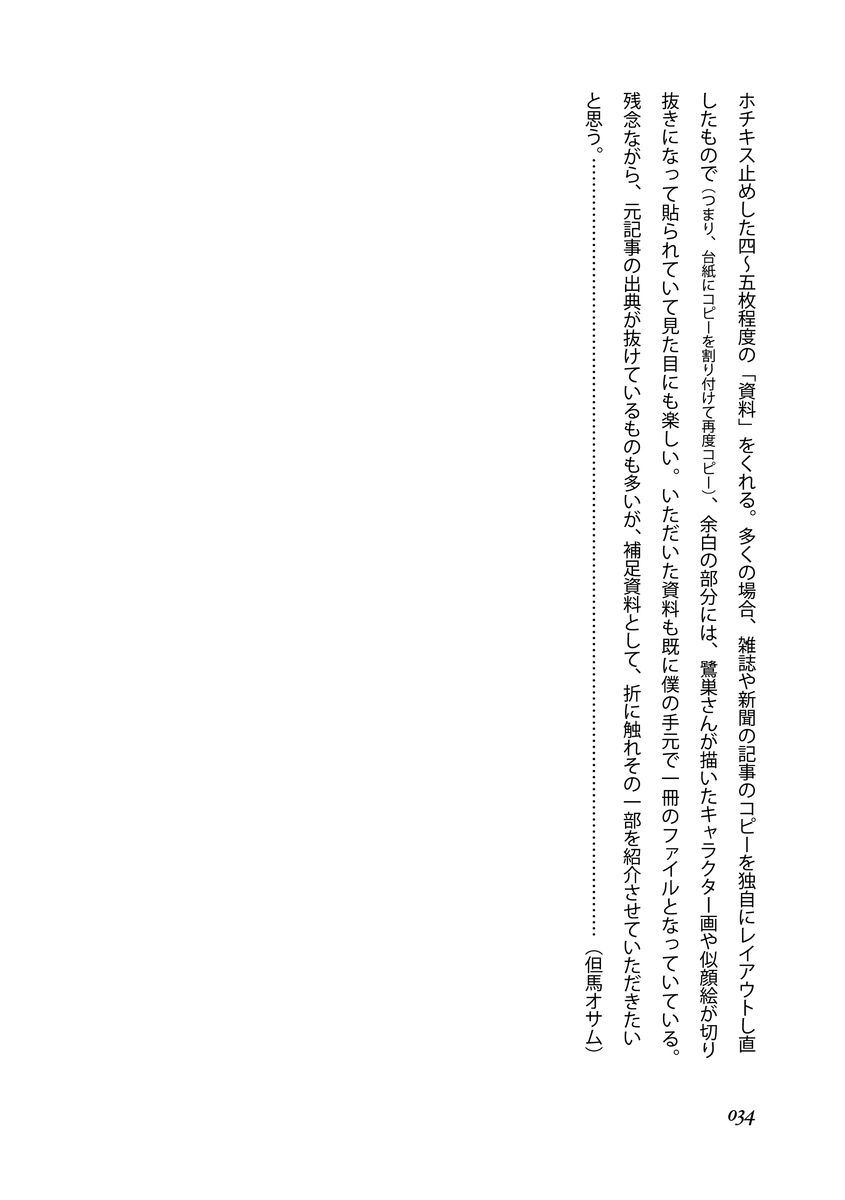 ホチキス止めした四〜五枚程度の「資料」をくれる。多くの場合、雑誌や新聞の記事のコピーを独自にレイアウトし直
したもので（つまり、台紙にコピーを割り付けて再度コピー）、余白の部分には、鷺巣さんが描いたキャラクター画や似顔絵が切り
抜きになって貼られていて見た目にも楽しい。いただいた資料も既に僕の手元で一冊のファイルとなっていている。
残念ながら、元記事の出典が抜けているものも多いが、補足資料として、折に触れその一部を紹介させていただきたい
と思う。……………………………………………………………………………………………………（但馬オサム）
034